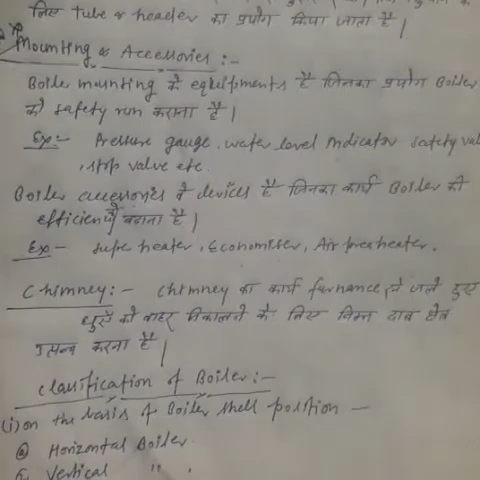 लिए tube व header का प्रयोग किया जाता है|
Mounting & Accessories :-
Boiler mounting वे equipments है जिनका प्रयोग Boiler
को safety run कराना है|
Ex:- Pressure gauge, water level Indicator safety val
, stop valve etc.
Boiler accessories वे devices है जिनका कार्य Boiler की
efficiency बढाना है|
Ex - super heater, Economiser, Air preheater.
Chimney :- chimney का कार्य furnance से जले हुए
धुएँ को बाहर निकालने के लिए निम्न दाब क्षेत्र
उत्पन्न करना है|
Classification of Boiler :-
(i) on the basis of Boiler shell position -
(a) Horizontal Boiler.
Vertical " .